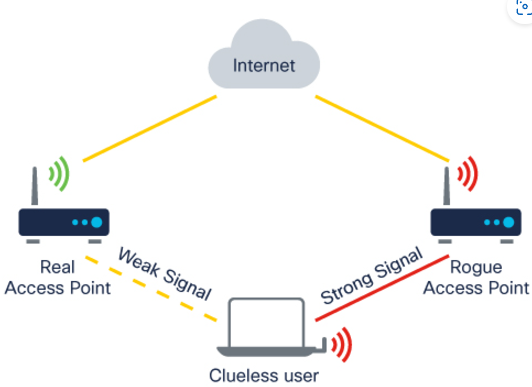 Internet
Real
Access Point
Weak Signal
Strong Signal
Rogue
Access Point
Clueless user